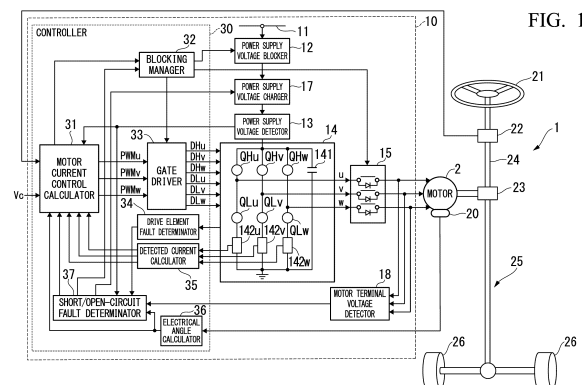 FIG. 1
30
10
CONTROLLER
32
11
BLOCKING
MANAGER
POWER SUPPLY
VOLTAGE BLOCKER
12
POWER SUPPLY
VOLTAGE CHARGER
17
POWER SUPPLY
VOLTAGE DETECTOR
13
21
31
33
14
15
22
1
MOTOR
CURRENT
CONTROL
CALCULATOR
PWMu
PWMv
PWMw
GATE
DRIVER
DHu
DHv
DHw
DLu
DLv
DLw
QHu
QHv
QHw
141
u
v
w
2
MOTOR
24
23
20
Vc
34
DRIVE ELEMENT
FAULT DETERMINATOR
QLu
QLv
QLw
142u
142v
142w
DETECTED CURRENT
CALCULATOR
35
37
SHORT/OPEN-CIRCUIT
FAULT DETERMINATOR
36
ELECTRICAL
ANGLE
CALCULATOR
18
MOTOR TERMINAL
VOLTAGE
DETECTOR
25
26
26